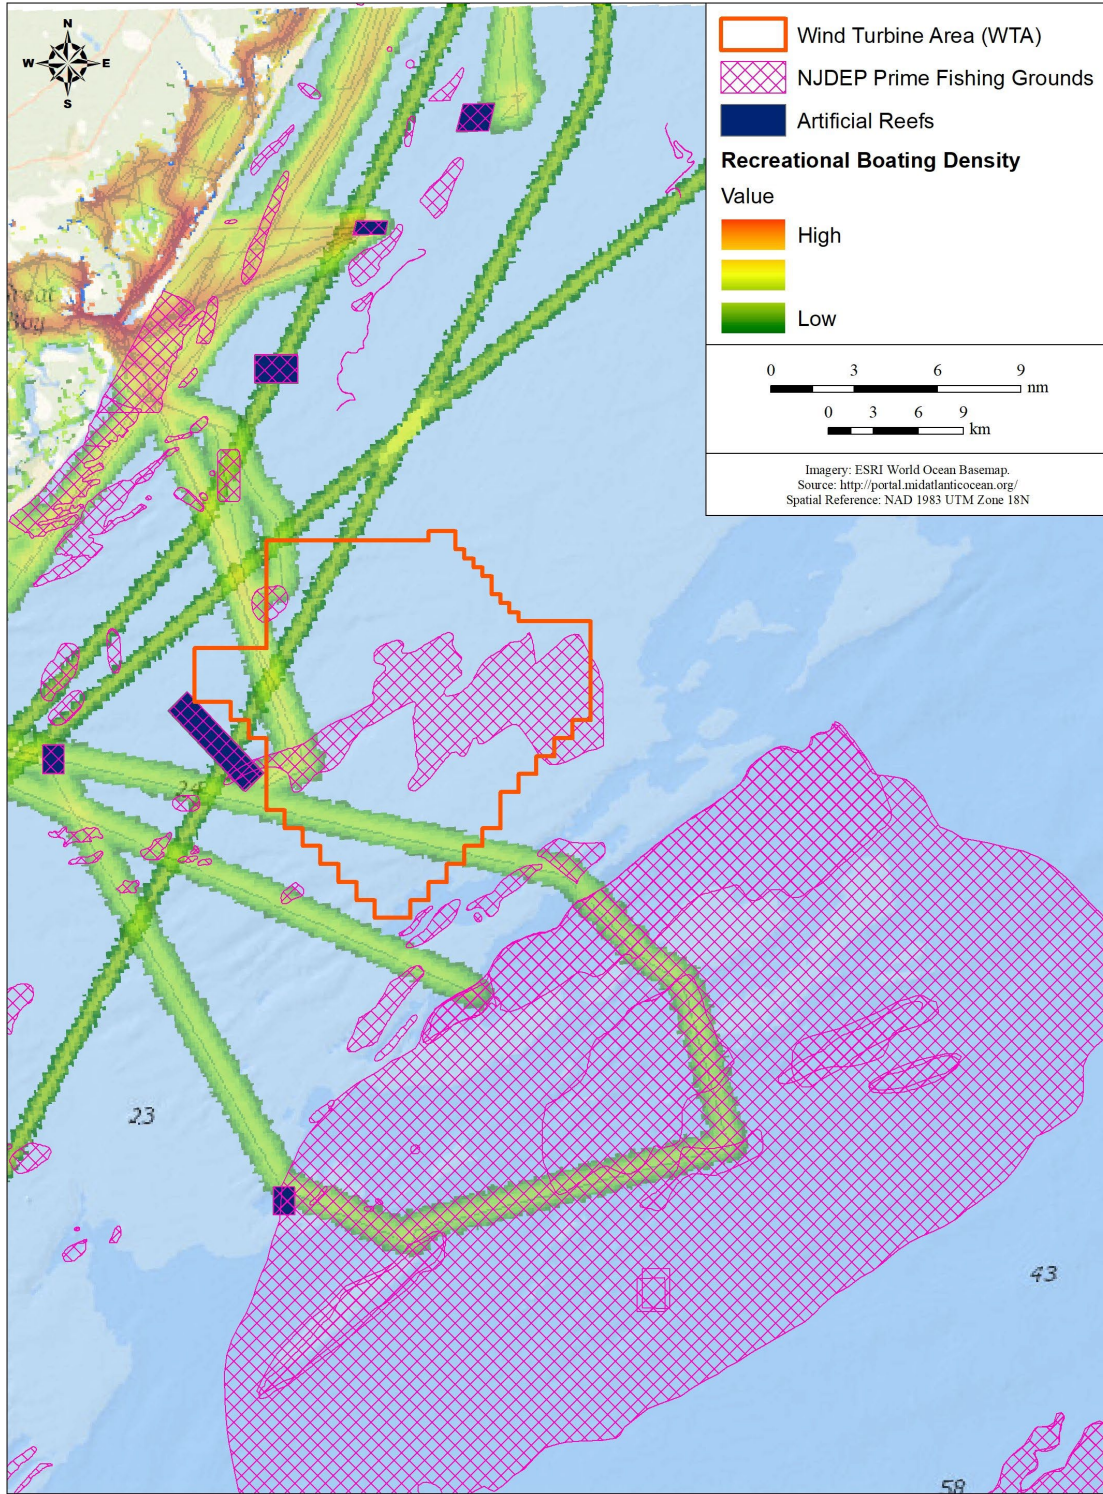 N
W E
S
Wind Turbine Area (WTA)
NJDEP Prime Fishing Grounds
Artificial Reefs
Recreational Boating Density
Value
High
Low
0 3 6 9
nm
0 3 6 9
km
Imagery: ESRI World Ocean Basemap.
Source: http://portal.midatlanticocean.org/
Spatial Reference: NAD 1983 UTM Zone 18N
23
43
58